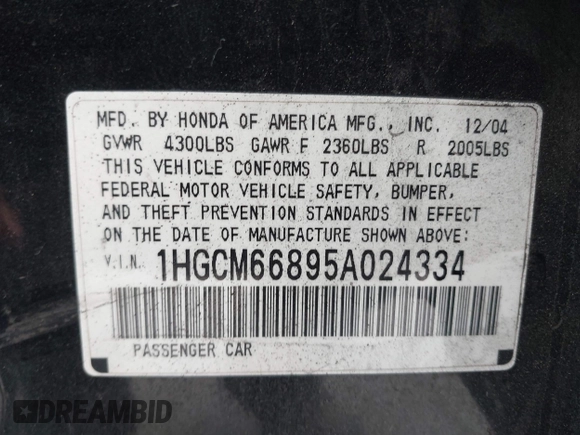 MFD. BY HONDA OF AMERICA MFG., INC. 12/04
GVWR 4300LBS GAWR F 2360LBS R 2005LBS
THIS VEHICLE CONFORMS TO ALL APPLICABLE
FEDERAL MOTOR VEHICLE SAFETY, BUMPER,
AND THEFT PREVENTION STANDARDS IN EFFECT
ON THE DATE OF MANUFACTURE SHOWN ABOVE:
V.I.N. 1HGCM66895A024334
PASSENGER CAR
DREAMBID